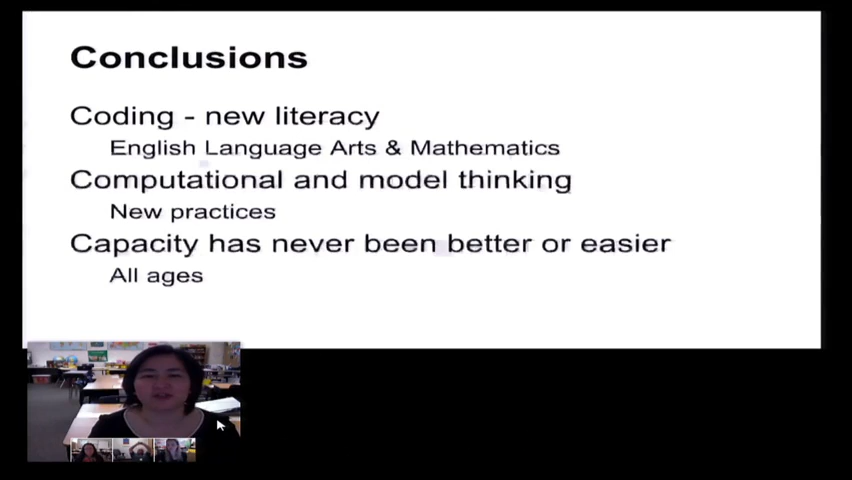 Conclusions
Coding - new literacy
English Language Arts & Mathematics
Computational and model thinking
New practices
Capacity has never been better or easier
All ages